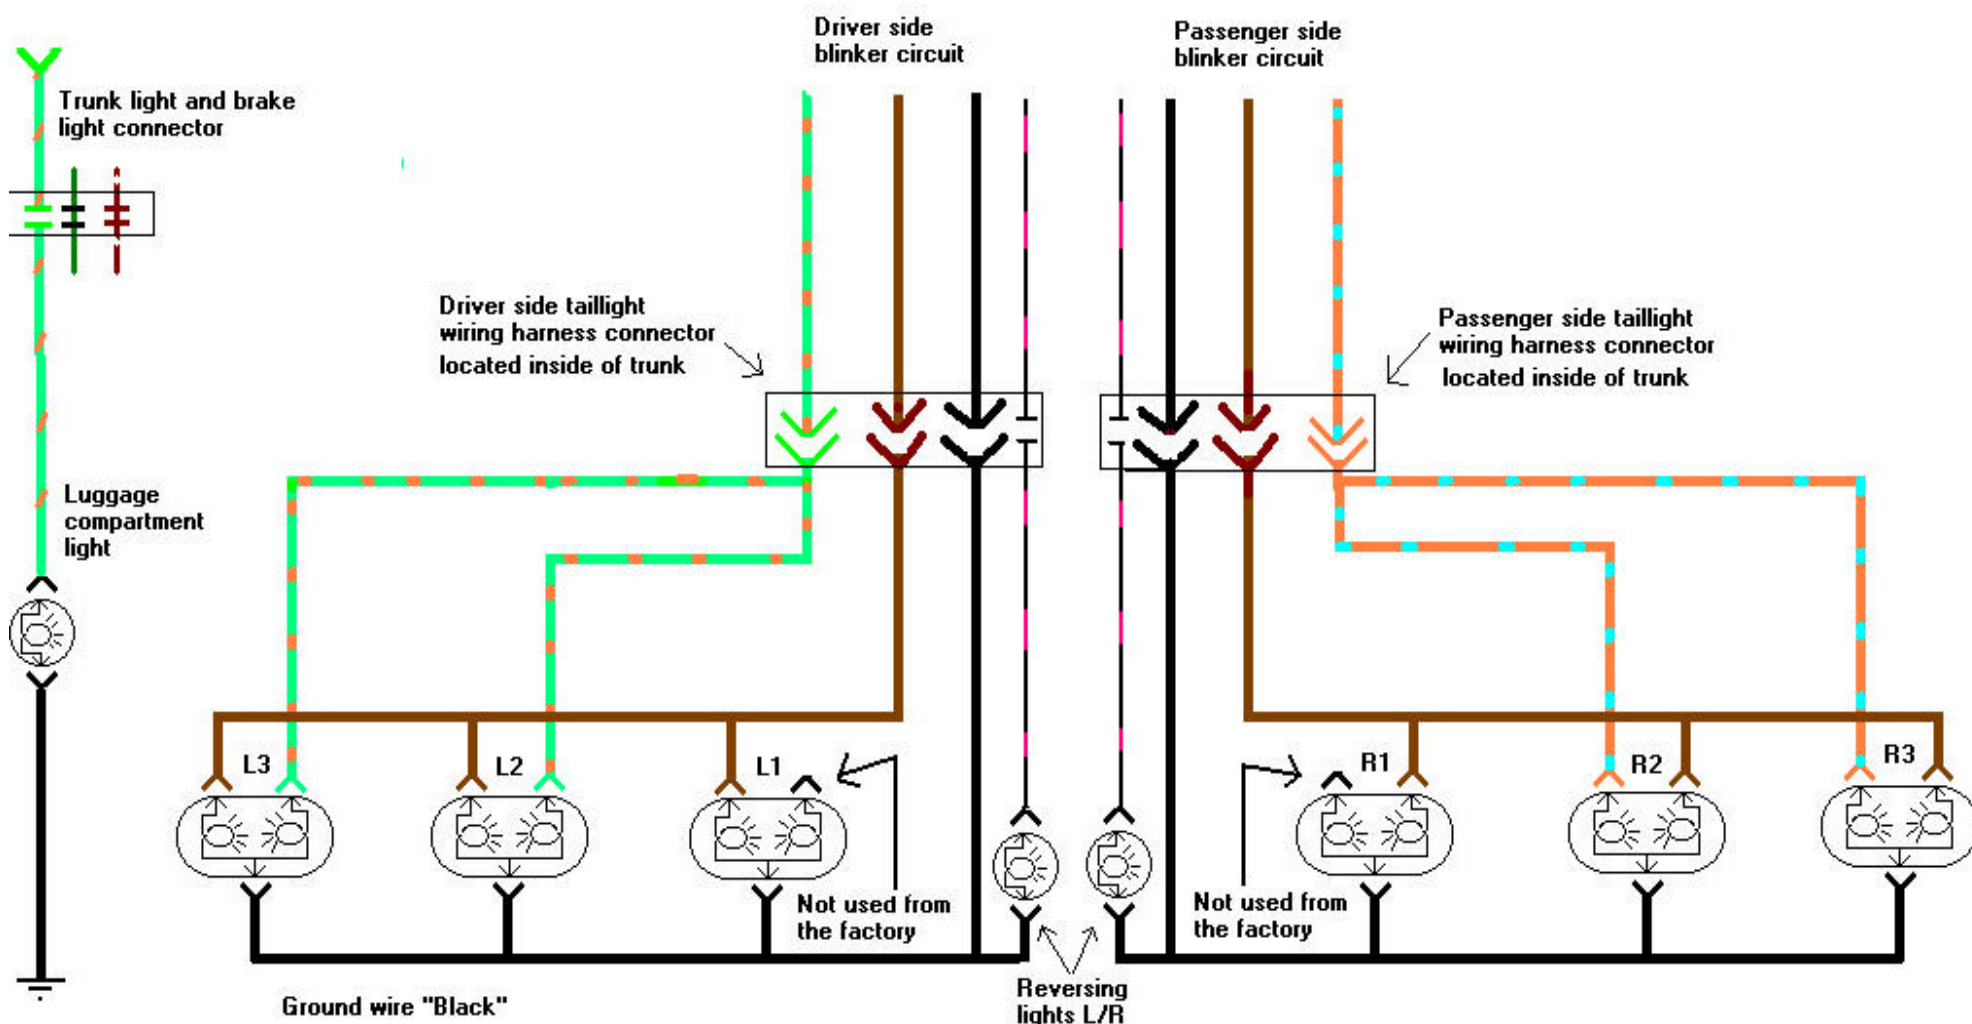 Driver side
blinker circuit
Passenger side
blinker circuit
Trunk light and brake
light connector
Driver side taillight
wiring harness connector
located inside of trunk
Passenger side taillight
wiring harness connector
located inside of trunk
Luggage
compartment
light
L3
L2
L1
R1
R2
R3
Not used from
the factory
Not used from
the factory
Reversing
lights L/R
Ground wire "Black"